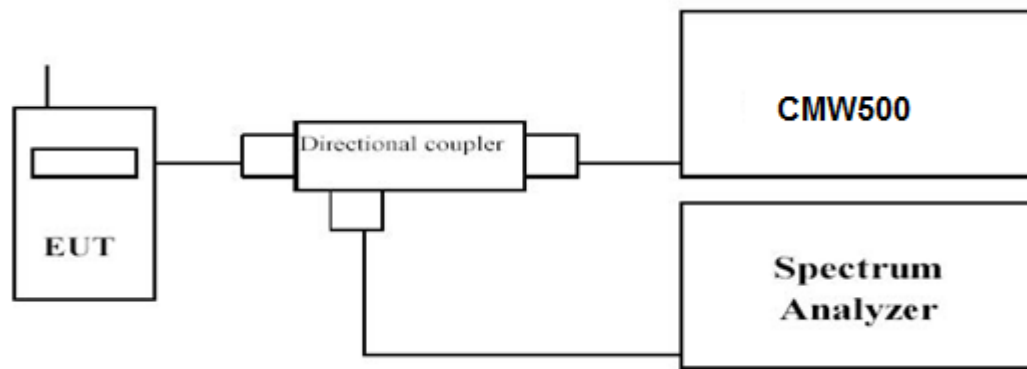 EUT
Directional coupler
CMW500
Spectrum
Analyzer